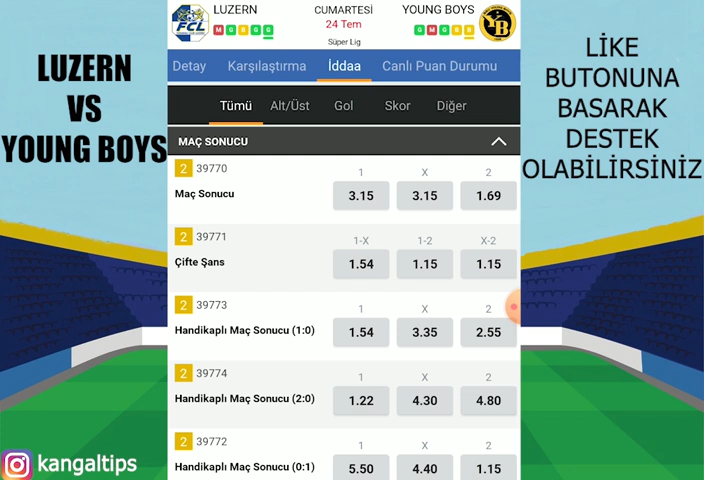 LUZERN
VS
YOUNG BOYS
FCL
LUZERN
M G B G G
CUMARTESİ
24 Tem
Süper Lig
YOUNG BOYS
G M G B B
YB
1898
Detay Karşılaştırma İddaa Canlı Puan Durumu
Tümü Alt/Üst Gol Skor Diğer
MAÇ SONUCU
2 39770
Maç Sonucu
1 X 2
3.15 3.15 1.69
2 39771
Çifte Şans
1-X 1-2 X-2
1.54 1.15 1.15
2 39773
Handikaplı Maç Sonucu (1:0)
1 X 2
1.54 3.35 2.55
2 39774
Handikaplı Maç Sonucu (2:0)
1 X 2
1.22 4.30 4.80
2 39772
Handikaplı Maç Sonucu (0:1)
1 X 2
5.50 4.40 1.15
LİKE
BUTONUNA
BASARAK
DESTEK
OLABİLİRSİNİZ
kangaltips